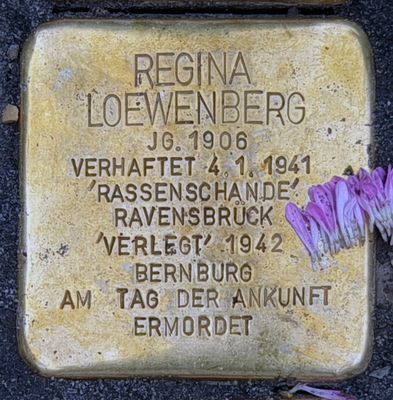 REGINA
LOEWENBERG
JG. 1906
VERHAFTET 4.1.1941
'RASSENSCHANDE'
RAVENSBRÜCK
'VERLEGT' 1942
BERNBURG
AM TAG DER ANKUNFT
ERMORDET